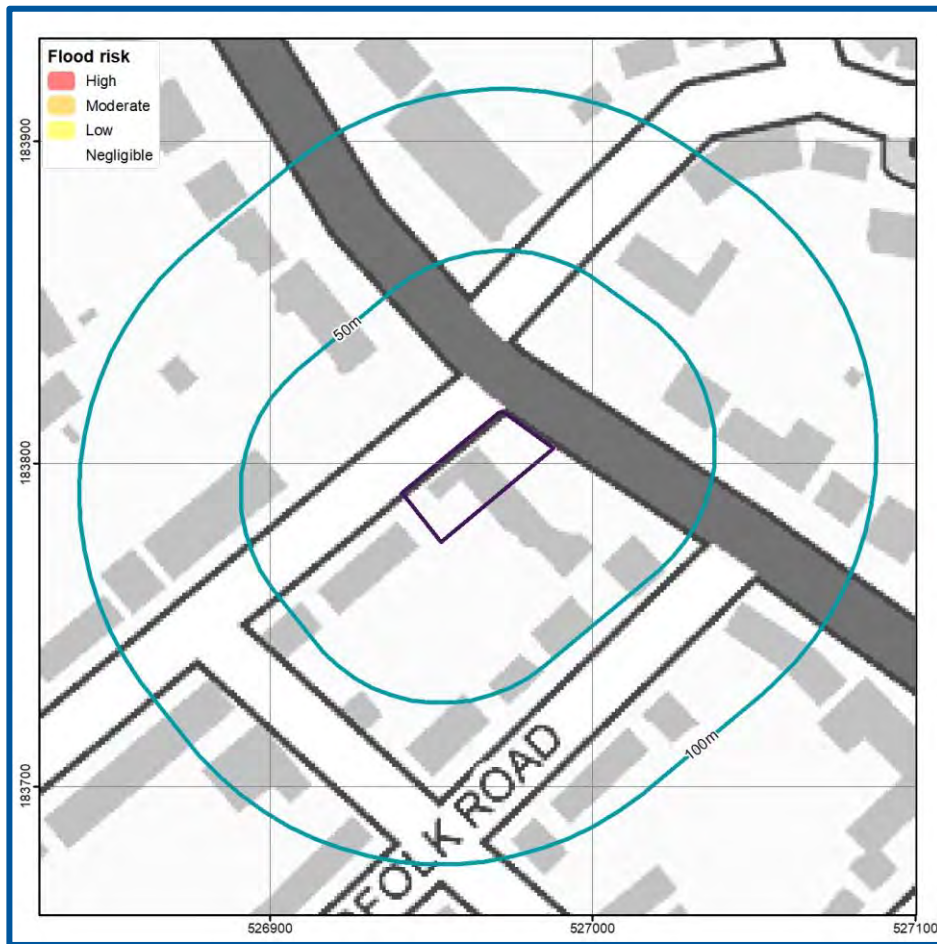 Flood risk
High
Moderate
Low
Negligible
183900
50m
183800
100m
183700
FOLK ROAD
526900
527000
527100